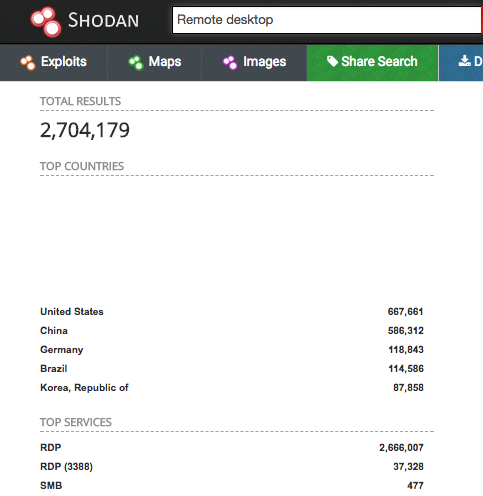 SHODAN Remote desktop
Exploits Maps Images Share Search D
TOTAL RESULTS
2,704,179
TOP COUNTRIES
United States 667,661
China 586,312
Germany 118,843
Brazil 114,586
Korea, Republic of 87,858
TOP SERVICES
RDP 2,666,007
RDP (3388) 37,328
SMB 477